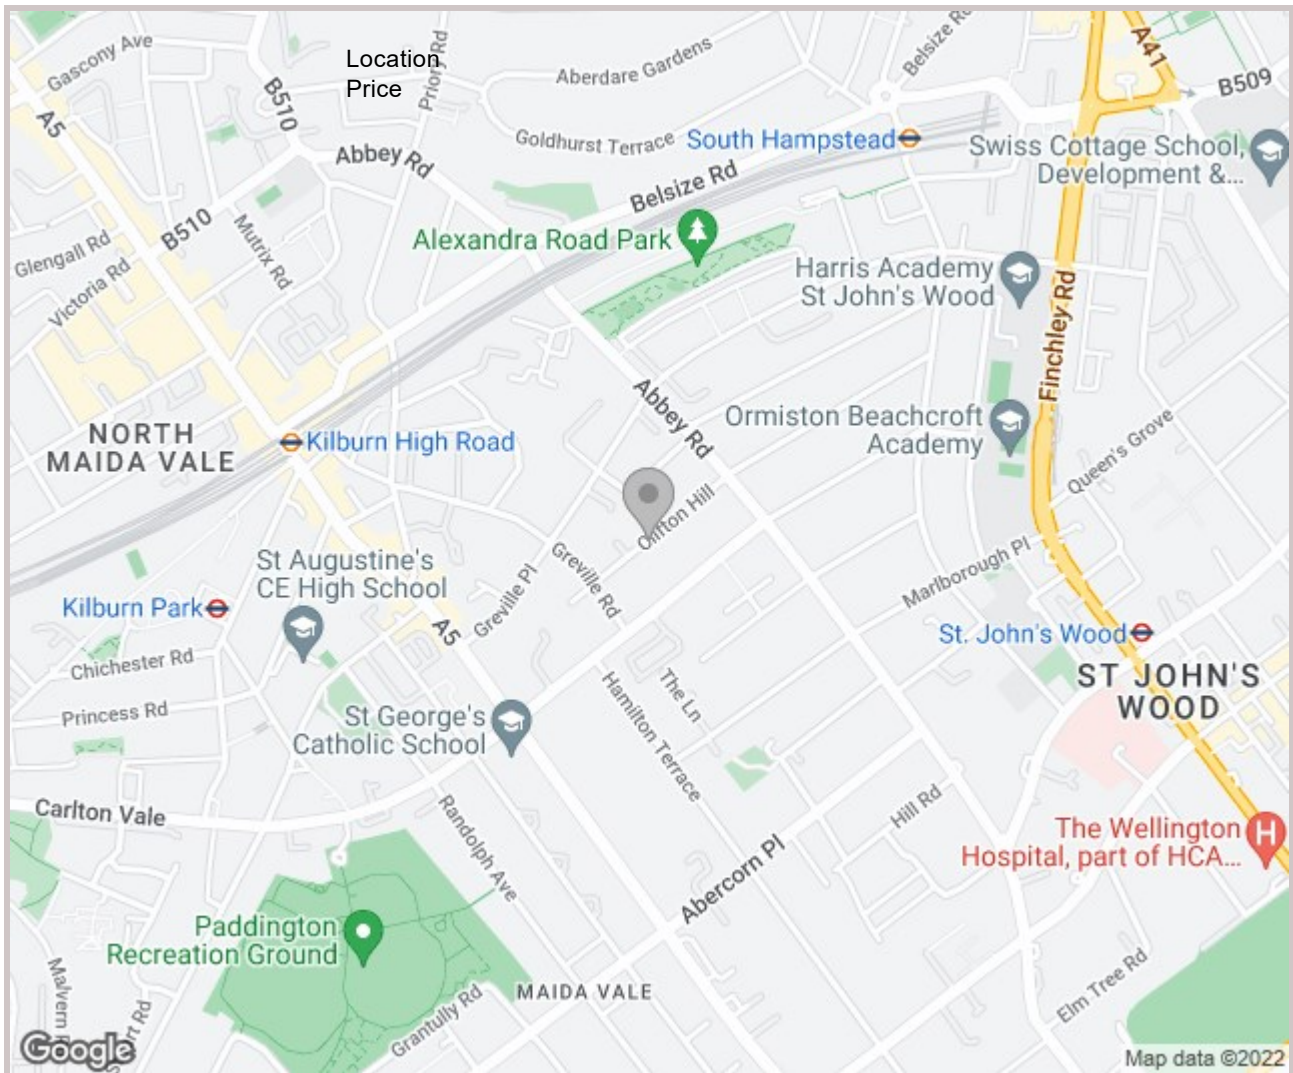 Location
Price
Gascony Ave
A5
B510
Priory Rd
Aberdare Gardens
Belsize Rd
A41
B509
Goldhurst Terrace
South Hampstead
Abbey Rd
Swiss Cottage School,
Development &...
Belsize Rd
B510
Mutrix Rd
Glengall Rd
Victoria Rd
Alexandra Road Park
Harris Academy
St John's Wood
Finchley Rd
Abbey Rd
Ormiston Beachcroft
Academy
Queen's Grove
NORTH
MAIDA VALE
Kilburn High Road
Clifton Hill
St Augustine's
CE High School
Greville Pl
Greville Rd
Marlborough Pl
Kilburn Park
A5
St. John's Wood
Chichester Rd
ST JOHN'S
WOOD
Princess Rd
Hamilton Terrace
The Ln
St George's
Catholic School
Carlton Vale
Randolph Ave
Hill Rd
The Wellington
Hospital, part of HCA...
Abercorn Pl
Paddington
Recreation Ground
Malvern
MAIDA VALE
Elm Tree Rd
Grantully Rd
Rd
Google
Map data ©2022